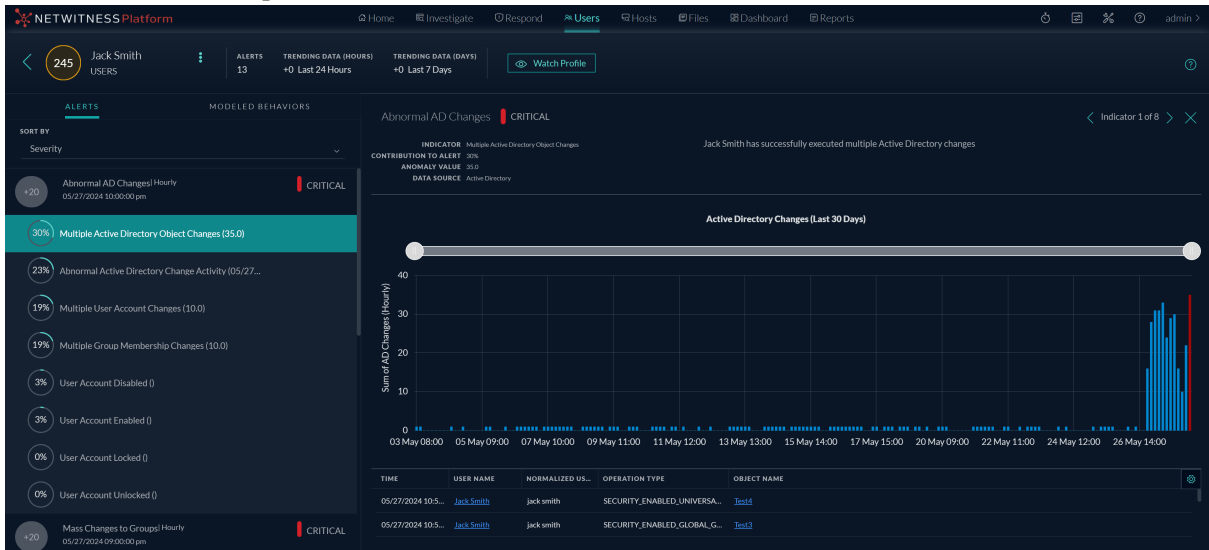 NETWITNESS Platform
Home Investigate Respond Users Hosts Files Dashboard Reports admin >
245 Jack Smith
USERS
ALERTS
13
TRENDING DATA (HOURS)
+0 Last 24 Hours
TRENDING DATA (DAYS)
+0 Last 7 Days
Watch Profile
ALERTS MODELED BEHAVIORS
SORT BY
Severity
+20 Abnormal AD Changes| Hourly CRITICAL
05/27/2024 10:00:00 pm
30% Multiple Active Directory Object Changes (35.0)
23% Abnormal Active Directory Change Activity (05/27...
19% Multiple User Account Changes (10.0)
19% Multiple Group Membership Changes (10.0)
3% User Account Disabled ()
3% User Account Enabled ()
0% User Account Locked ()
0% User Account Unlocked ()
+20 Mass Changes to Groups| Hourly CRITICAL
05/27/2024 09:00:00 pm
Abnormal AD Changes CRITICAL
Indicator 1 of 8
INDICATOR Multiple Active Directory Object Changes
CONTRIBUTION TO ALERT 30%
ANOMALY VALUE 35.0
DATA SOURCE Active Directory
Jack Smith has successfully executed multiple Active Directory changes
Active Directory Changes (Last 30 Days)
Sum of AD Changes (Hourly)
40
30
20
10
0
03 May 08:00 05 May 09:00 07 May 10:00 09 May 11:00 11 May 12:00 13 May 13:00 15 May 14:00 17 May 15:00 20 May 09:00 22 May 11:00 24 May 12:00 26 May 14:00
TIME USER NAME NORMALIZED US... OPERATION TYPE OBJECT NAME
05/27/2024 10:5... Jack Smith jack smith SECURITY_ENABLED_UNIVERSA... Test4
05/27/2024 10:5... Jack Smith jack smith SECURITY_ENABLED_GLOBAL_G... Test3